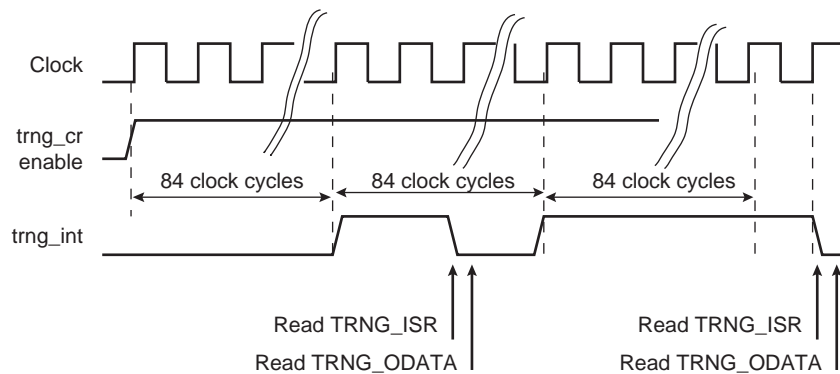 Clock
trng_cr
enable
84 clock cycles
84 clock cycles
84 clock cycles
trng_int
Read TRNG_ISR
Read TRNG_ISR
Read TRNG_ODATA
Read TRNG_ODATA